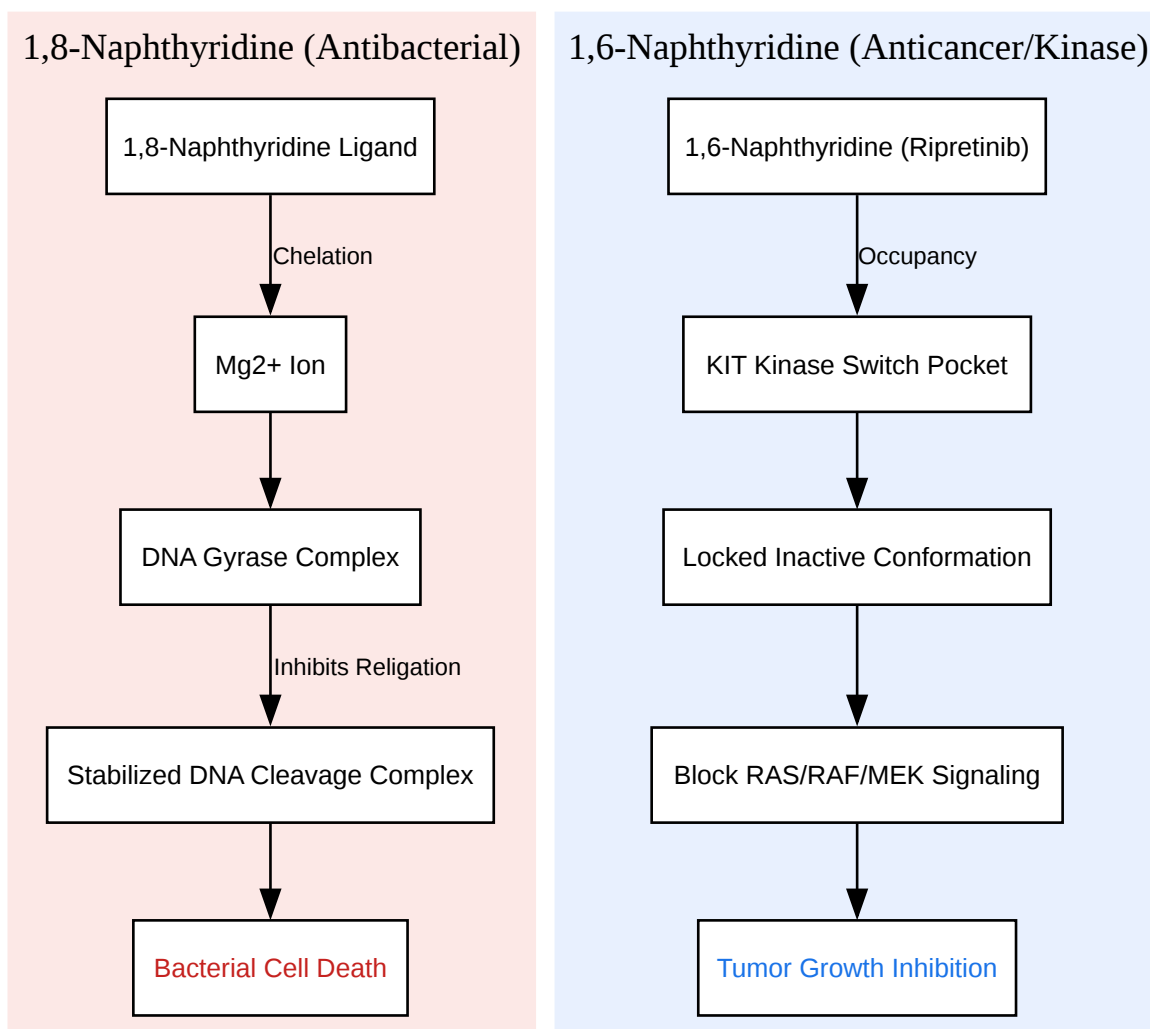 1,8-Naphthyridine (Antibacterial)
1,8-Naphthyridine Ligand
Chelation
Mg2+ Ion
DNA Gyrase Complex
Inhibits Religation
Stabilized DNA Cleavage Complex
Bacterial Cell Death
1,6-Naphthyridine (Anticancer/Kinase)
1,6-Naphthyridine (Ripretinib)
Occupancy
KIT Kinase Switch Pocket
Locked Inactive Conformation
Block RAS/RAF/MEK Signaling
Tumor Growth Inhibition